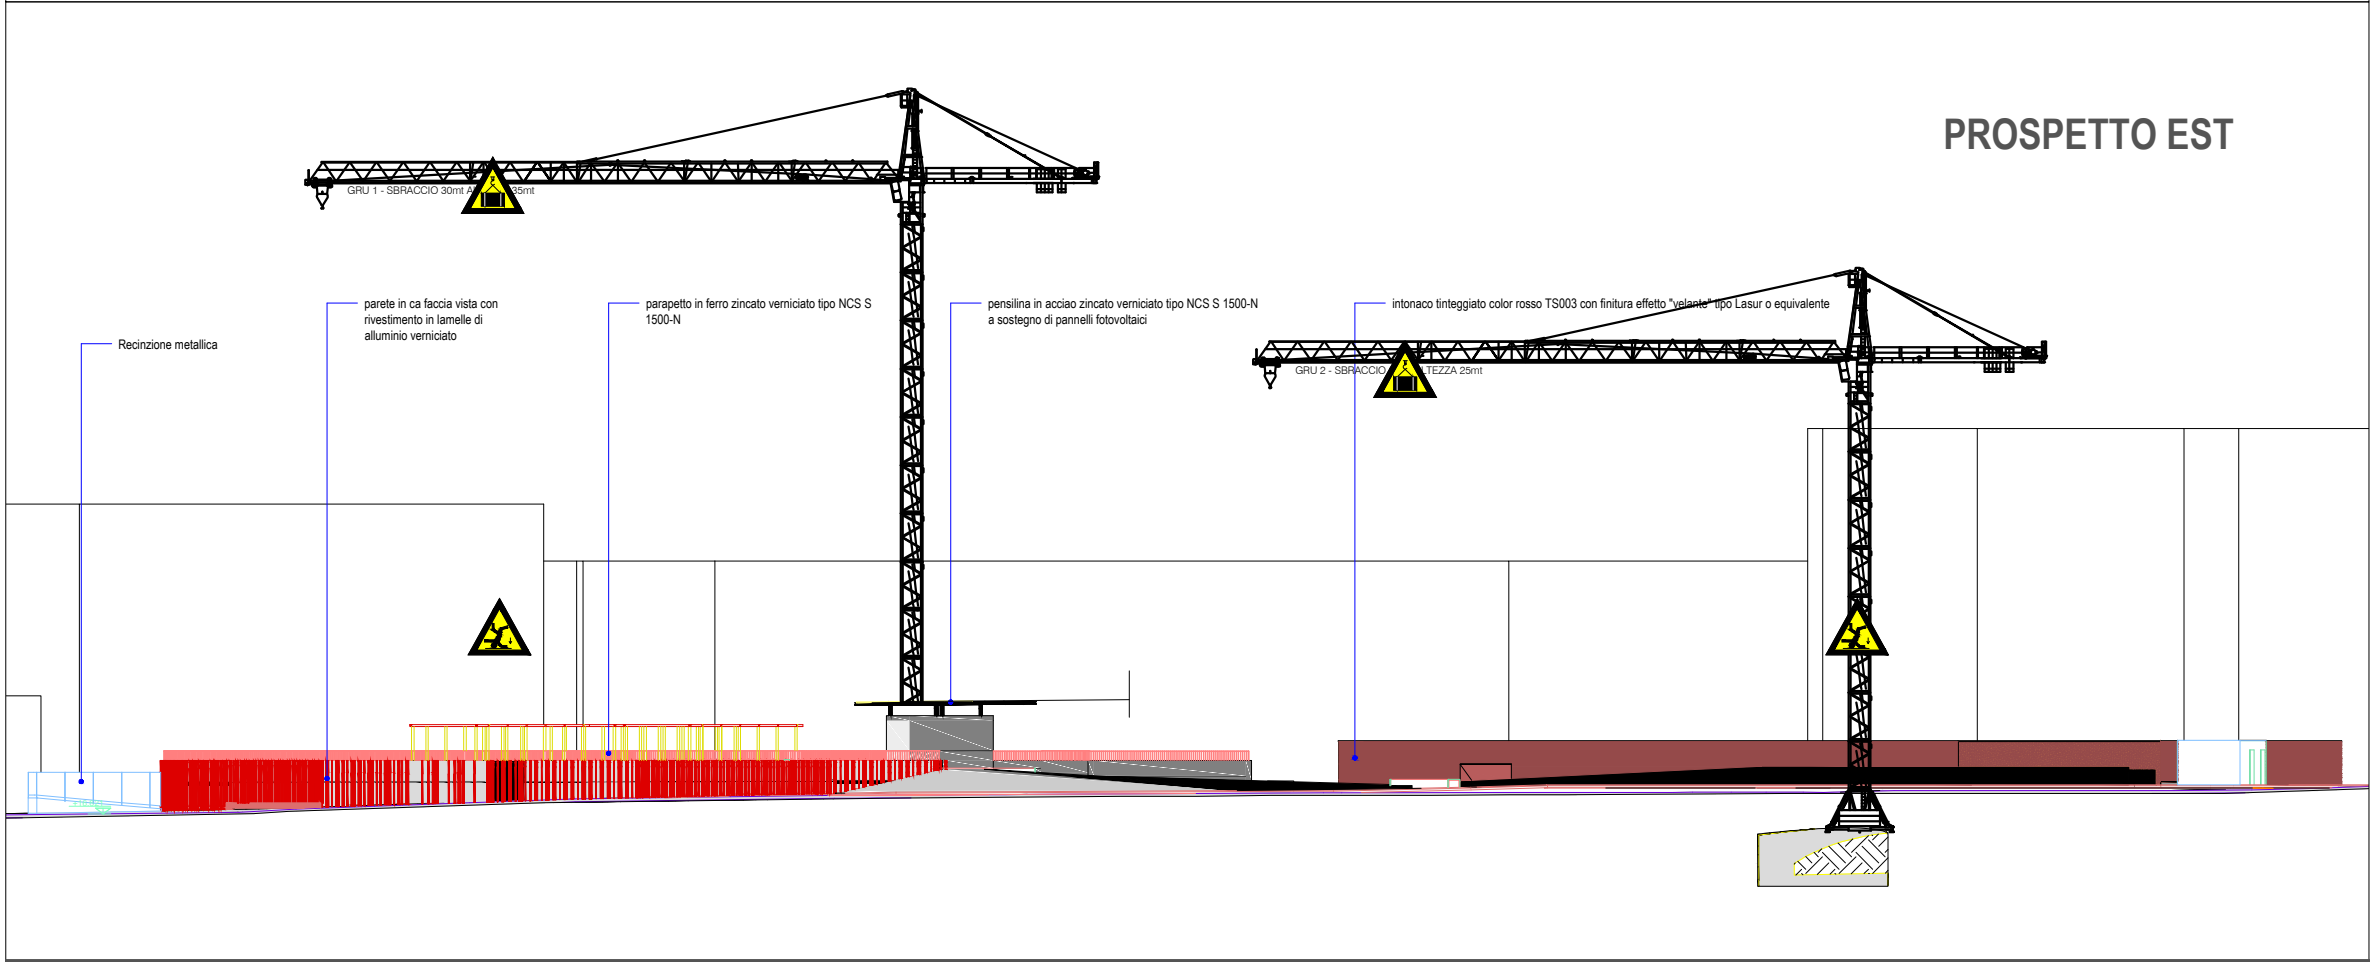 PROSPETTO EST
GRU 1 - SBRACCIO 30mt 35mt
parete in ca faccia vista con
rivestimento in lamelle di
alluminio verniciato
parapetto in ferro zincato verniciato tipo NCS S
1500-N
pensilina in acciao zincato verniciato tipo NCS S 1500-N
a sostegno di pannelli fotovoltaici
intonaco tinteggiato color rosso TS003 con finitura effetto "velante" tipo Lasur o equivalente
Recinzione metallica
GRU 2 - SBRACCIO 25mt